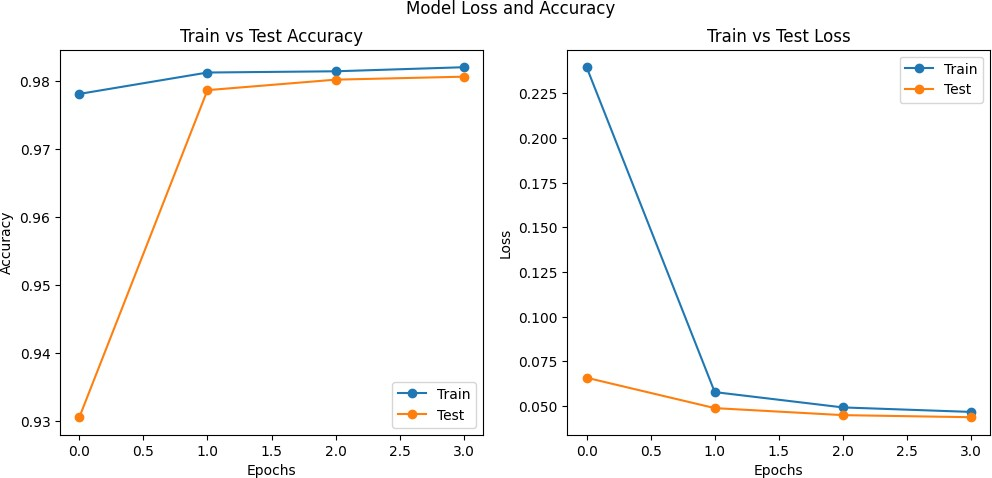 Model Loss and Accuracy
Train vs Test Accuracy
0.98
0.97
0.96
0.95
0.94
0.93
Accuracy
0.0 0.5 1.0 1.5 2.0 2.5 3.0
Epochs
Train
Test
Train vs Test Loss
0.225
0.200
0.175
0.150
0.125
0.100
0.075
0.050
Loss
0.0 0.5 1.0 1.5 2.0 2.5 3.0
Epochs
Train
Test